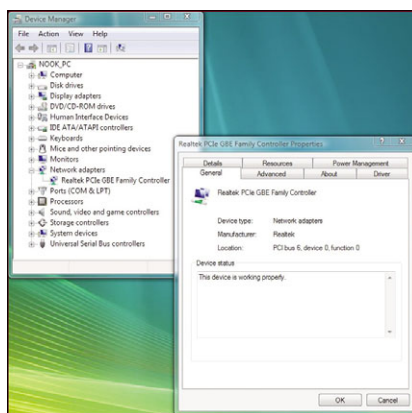 Device Manager
File Action View Help
NOOK_PC
Computer
Disk drives
Display adapters
DVD/CD-ROM drives
Human Interface Devices
IDE ATA/ATAPI controllers
Keyboards
Mice and other pointing devices
Monitors
Network adapters
Realtek PCIe GBE Family Controller
Ports (COM & LPT)
Processors
Sound, video and game controllers
Storage controllers
System devices
Universal Serial Bus controllers
Realtek PCIe GBE Family Controller Properties
Details Resources Power Management
General Advanced About Driver
Realtek PCIe GBE Family Controller
Device type: Network adapters
Manufacturer: Realtek
Location: PCI bus 6, device 0, function 0
Device status
This device is working properly.
OK Cancel